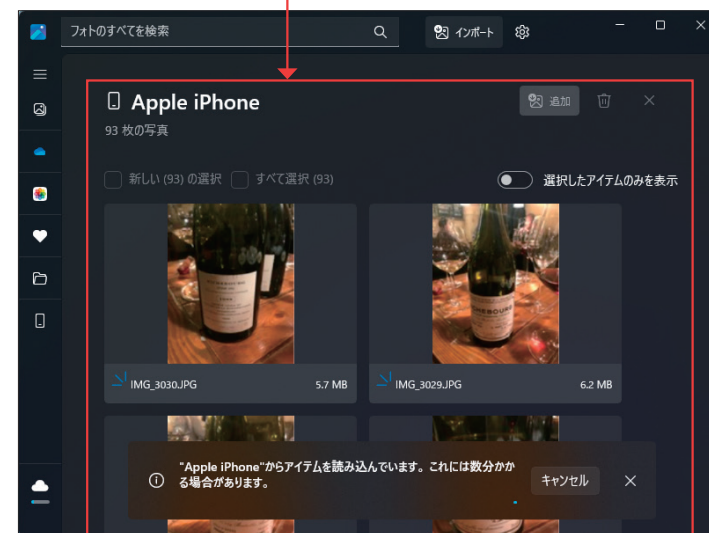 フォトのすべてを検索
インポート
Apple iPhone
追加
93 枚の写真
新しい (93) の選択
すべて選択 (93)
選択したアイテムのみを表示
IMG_3030.JPG
5.7 MB
IMG_3029.JPG
6.2 MB
"Apple iPhone"からアイテムを読み込んでいます。これには数分かか
る場合があります。
キャンセル